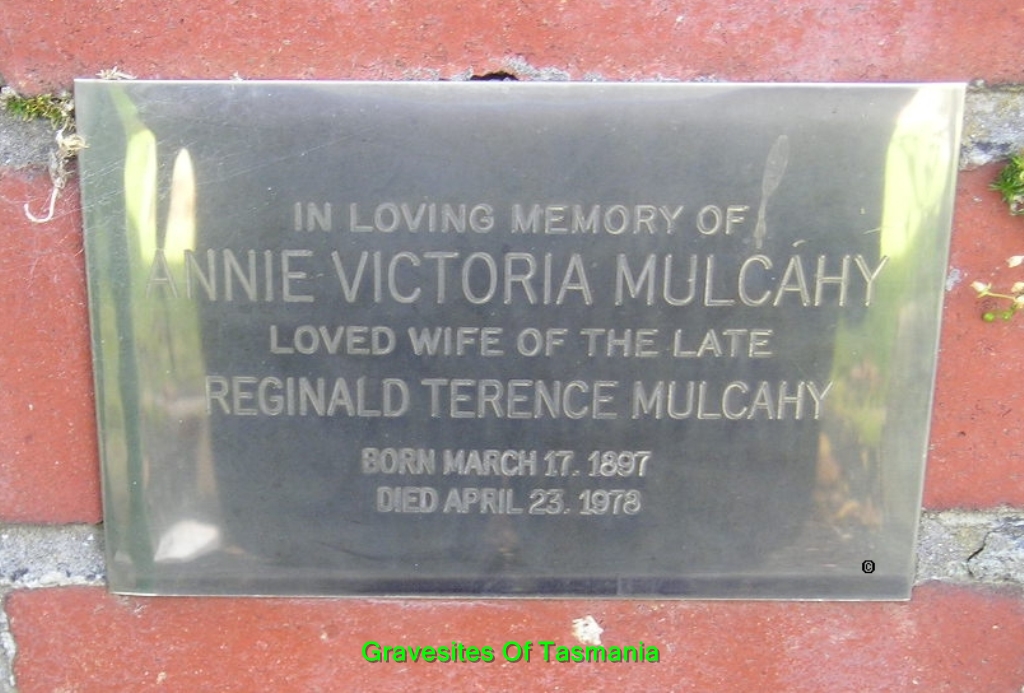 IN LOVING MEMORY OF
ANNIE VICTORIA MULCAHY
LOVED WIFE OF THE LATE
REGINALD TERENCE MULCAHY
BORN MARCH 17. 1897
DIED APRIL 23. 1978
©
Gravesites Of Tasmania